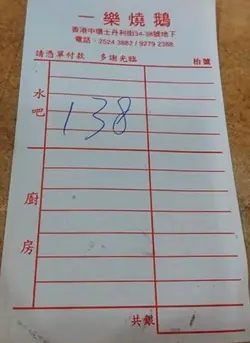 一樂燒鵝
香港中環士丹利街34-38號地下
電話：2524 3882 / 9279 2388
請憑單付款 多謝光臨 枱號
水吧
138
廚房
共銀
1